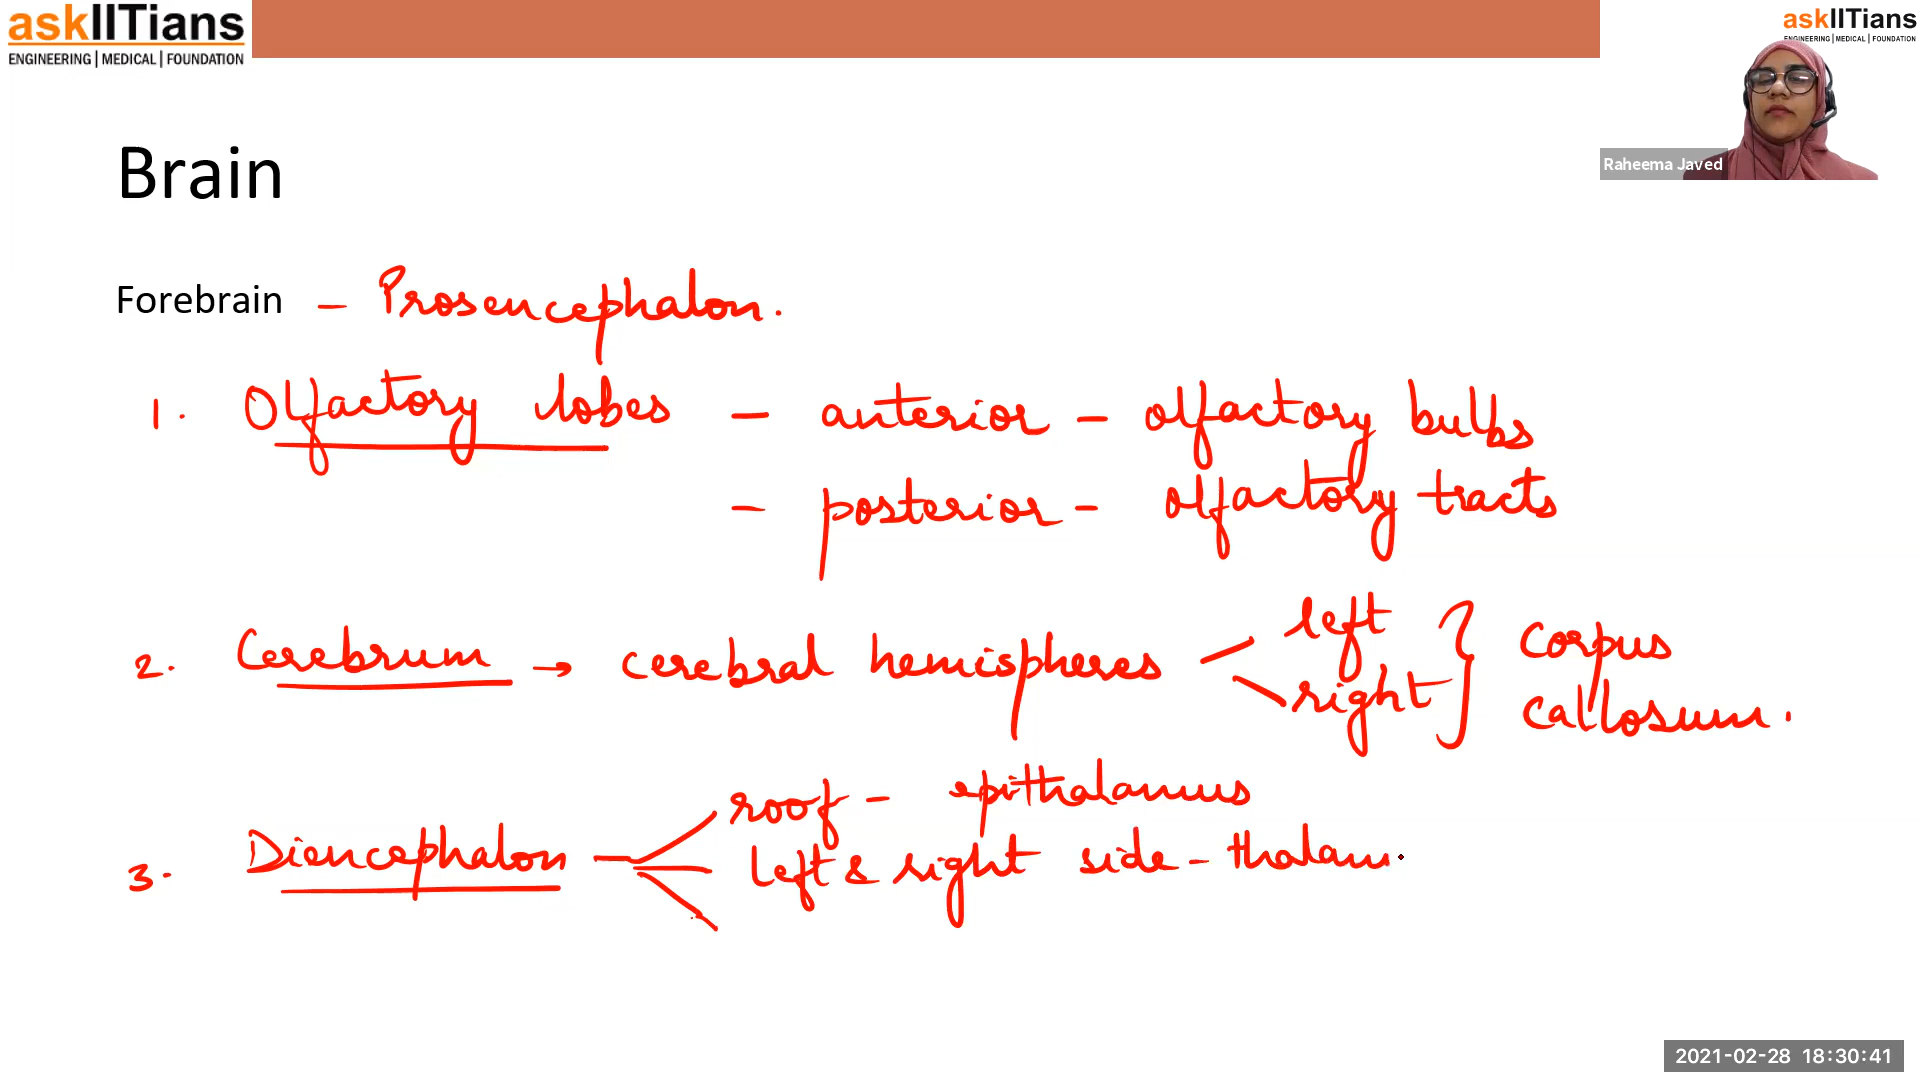 askIITians
ENGINEERING | MEDICAL | FOUNDATION
askIITians
ENGINEERING | MEDICAL | FOUNDATION
Raheema Javed
Brain
Forebrain - Prosencephalon.
1. Olfactory lobes - anterior - olfactory bulbs
- posterior - olfactory tracts
2. Cerebrum → cerebral hemispheres < left right } corpus callosum.
3. Diencephalon - roof - epithalamus
left & right side - thalam
2021-02-28 18:30:41